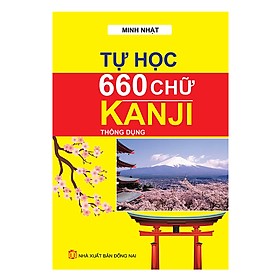 MINH NHẬT
TỰ HỌC
660 CHỮ
KANJI
THÔNG DỤNG
NHÀ XUẤT BẢN ĐỒNG NAI